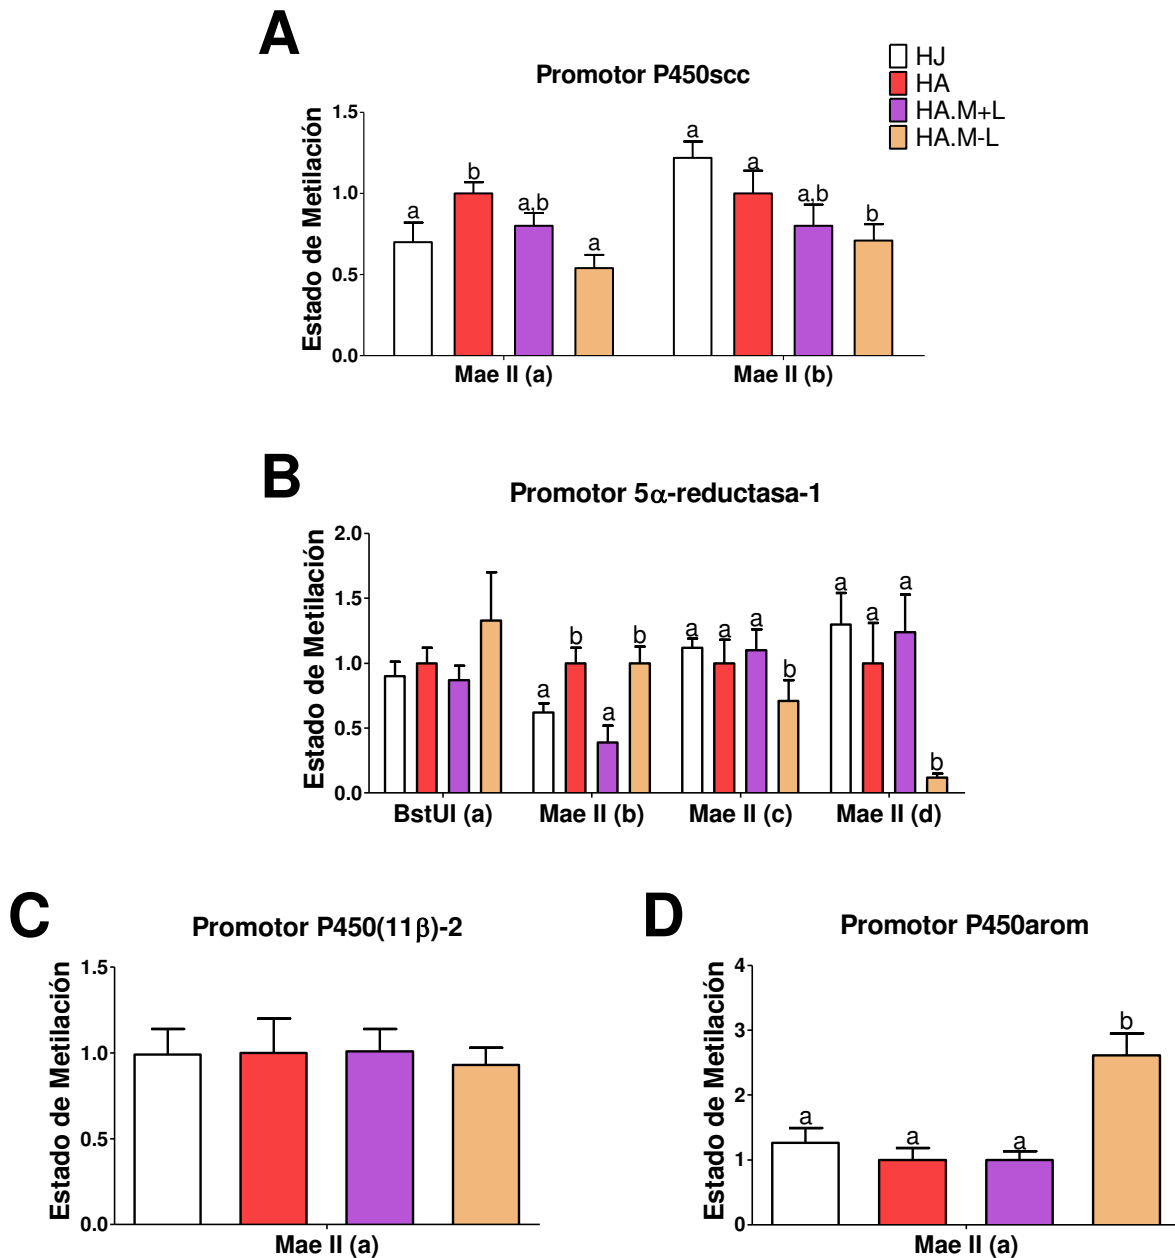 A
Promotor P450scc
HJ
HA
HA.M+L
HA.M-L
Estado de Metilación
1.5
1.0
0.5
0.0
a
b
a,b
a
a
a
a,b
b
Mae II (a)
Mae II (b)
B
Promotor 5α-reductasa-1
Estado de Metilación
2.0
1.5
1.0
0.5
0.0
a
b
a
b
a
a
a
b
a
a
a
b
BstUI (a)
Mae II (b)
Mae II (c)
Mae II (d)
C
Promotor P450(11β)-2
Estado de Metilación
1.5
1.0
0.5
0.0
Mae II (a)
D
Promotor P450arom
Estado de Metilación
4
3
2
1
0
a
a
a
b
Mae II (a)